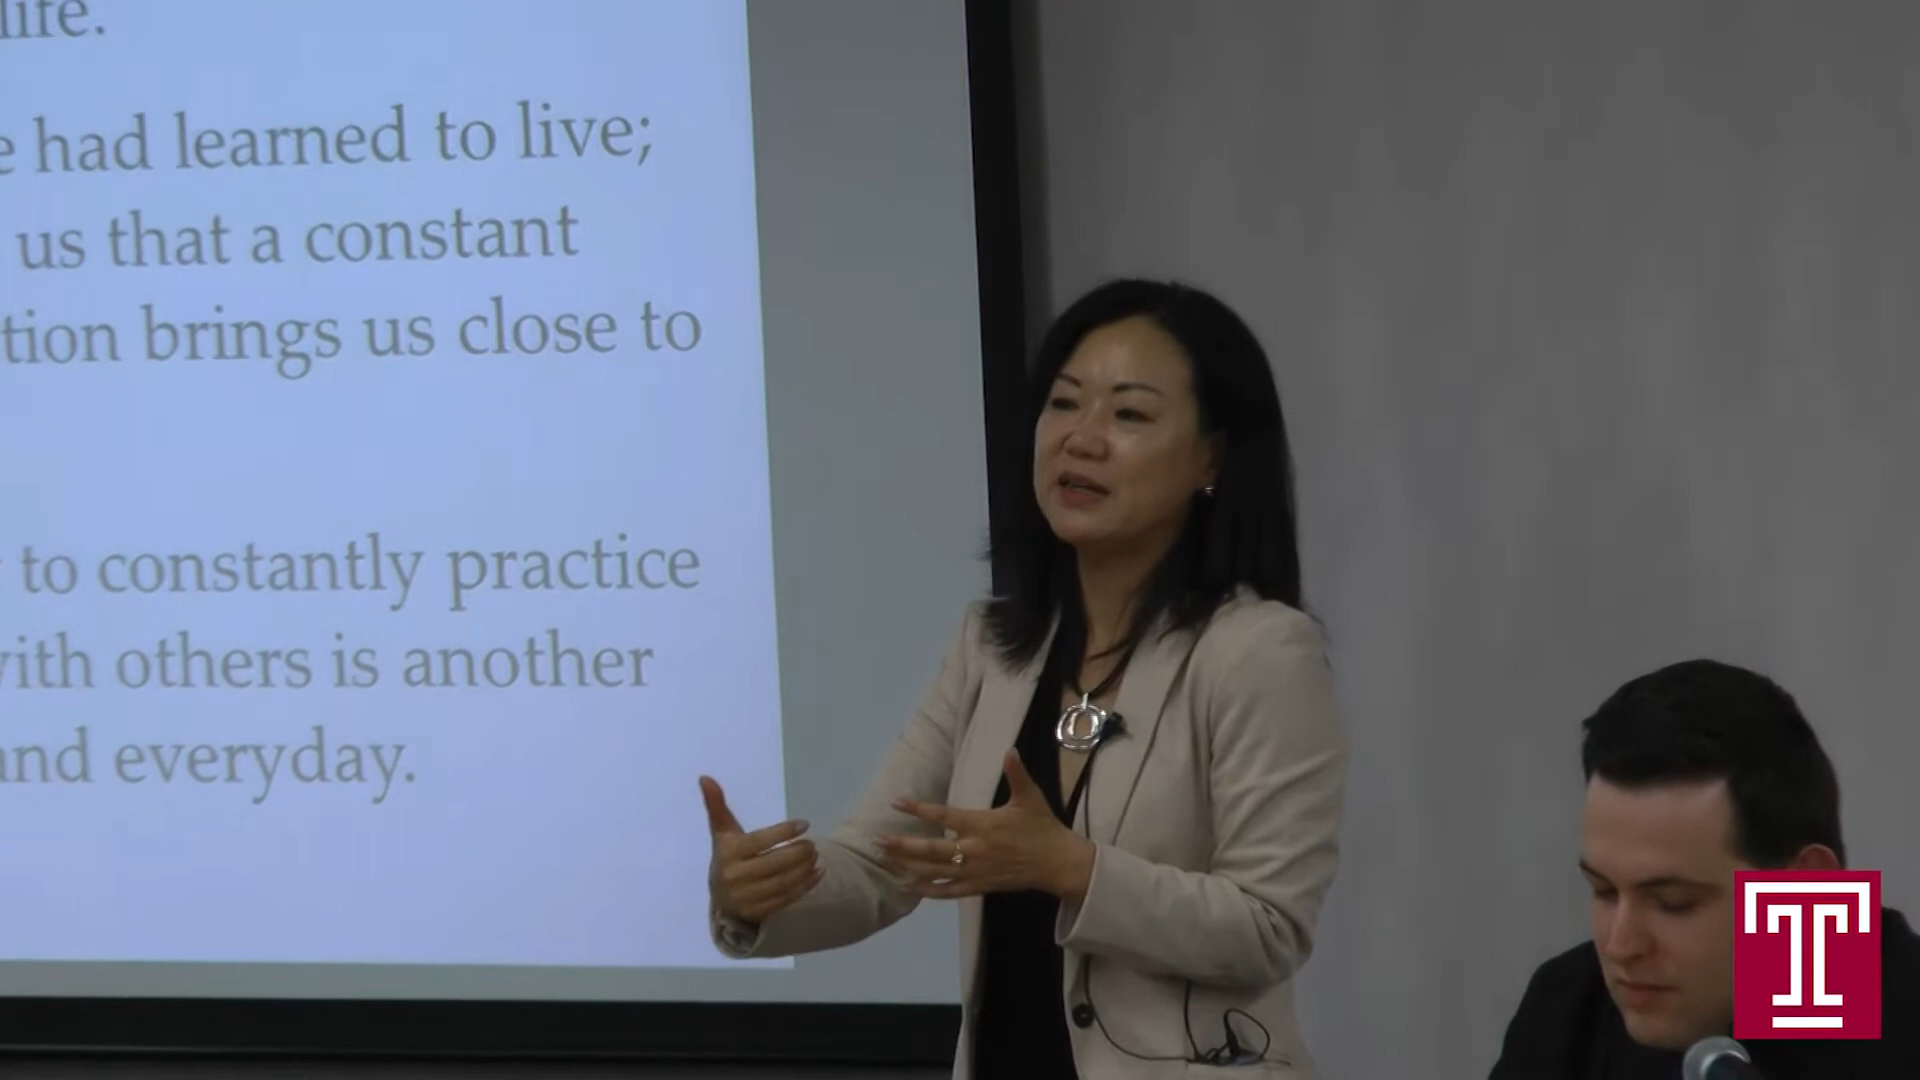 life.
had learned to live;
us that a constant
tion brings us close to
to constantly practice
with others is another
and everyday.
T